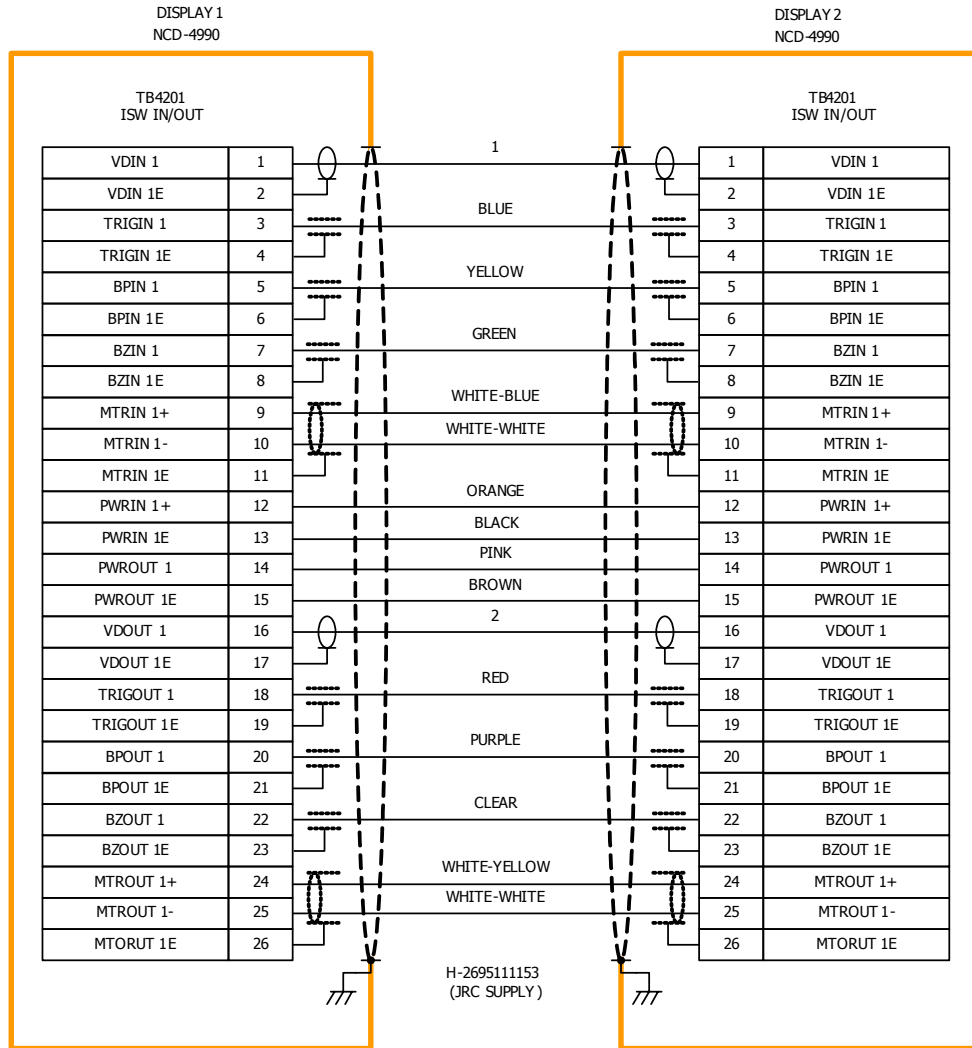 DISPLAY 1
NCD-4990
DISPLAY 2
NCD-4990
TB4201
ISW IN/OUT
TB4201
ISW IN/OUT
VDIN 1 1 1 1 VDIN 1
VDIN 1E 2 2 VDIN 1E
TRIGIN 1 3 BLUE 3 TRIGIN 1
TRIGIN 1E 4 4 TRIGIN 1E
BPIN 1 5 YELLOW 5 BPIN 1
BPIN 1E 6 6 BPIN 1E
BZIN 1 7 GREEN 7 BZIN 1
BZIN 1E 8 8 BZIN 1E
MTRIN 1+ 9 WHITE-BLUE 9 MTRIN 1+
MTRIN 1- 10 WHITE-WHITE 10 MTRIN 1-
MTRIN 1E 11 11 MTRIN 1E
PWRIN 1+ 12 ORANGE 12 PWRIN 1+
PWRIN 1E 13 BLACK 13 PWRIN 1E
PWROUT 1 14 PINK 14 PWROUT 1
PWROUT 1E 15 BROWN 15 PWROUT 1E
VDOUT 1 16 2 16 VDOUT 1
VDOUT 1E 17 17 VDOUT 1E
TRIGOUT 1 18 RED 18 TRIGOUT 1
TRIGOUT 1E 19 19 TRIGOUT 1E
BPOUT 1 20 PURPLE 20 BPOUT 1
BPOUT 1E 21 21 BPOUT 1E
BZOUT 1 22 CLEAR 22 BZOUT 1
BZOUT 1E 23 23 BZOUT 1E
MTROUT 1+ 24 WHITE-YELLOW 24 MTROUT 1+
MTROUT 1- 25 WHITE-WHITE 25 MTROUT 1-
MTORUT 1E 26 26 MTORUT 1E
H-2695111153
(JRC SUPPLY)